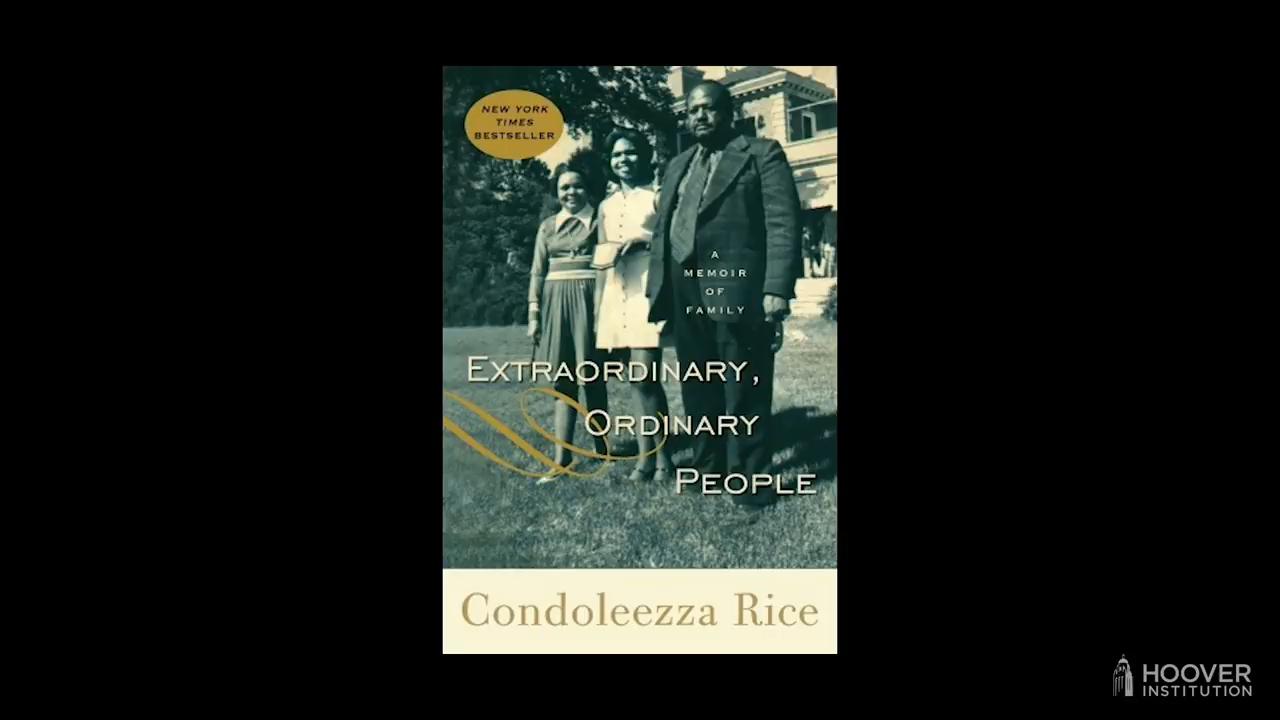 NEW YORK
TIMES
BESTSELLER
A
MEMOIR
OF
FAMILY
EXTRAORDINARY,
ORDINARY
PEOPLE
Condoleezza Rice
HOOVER
INSTITUTION